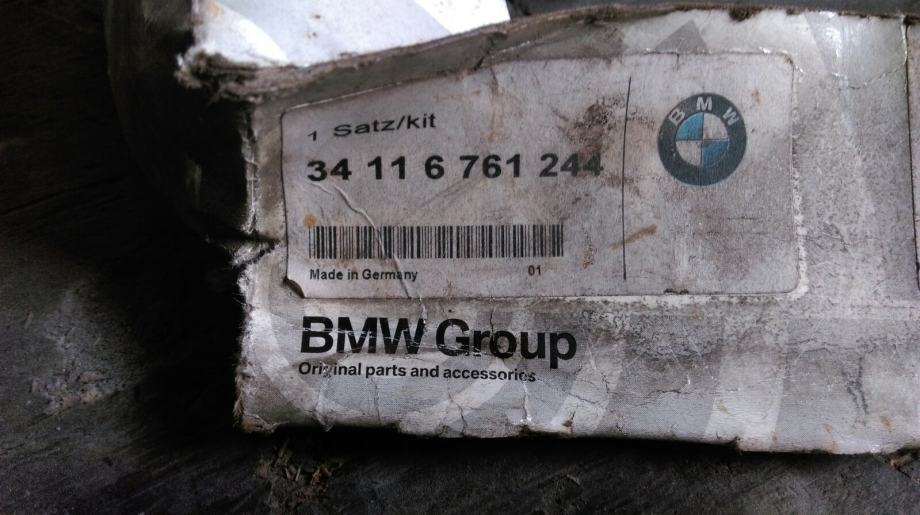 1 Satz/kit
34 11 6 761 244
BMW
Made in Germany 01
BMW Group
Original parts and accessories